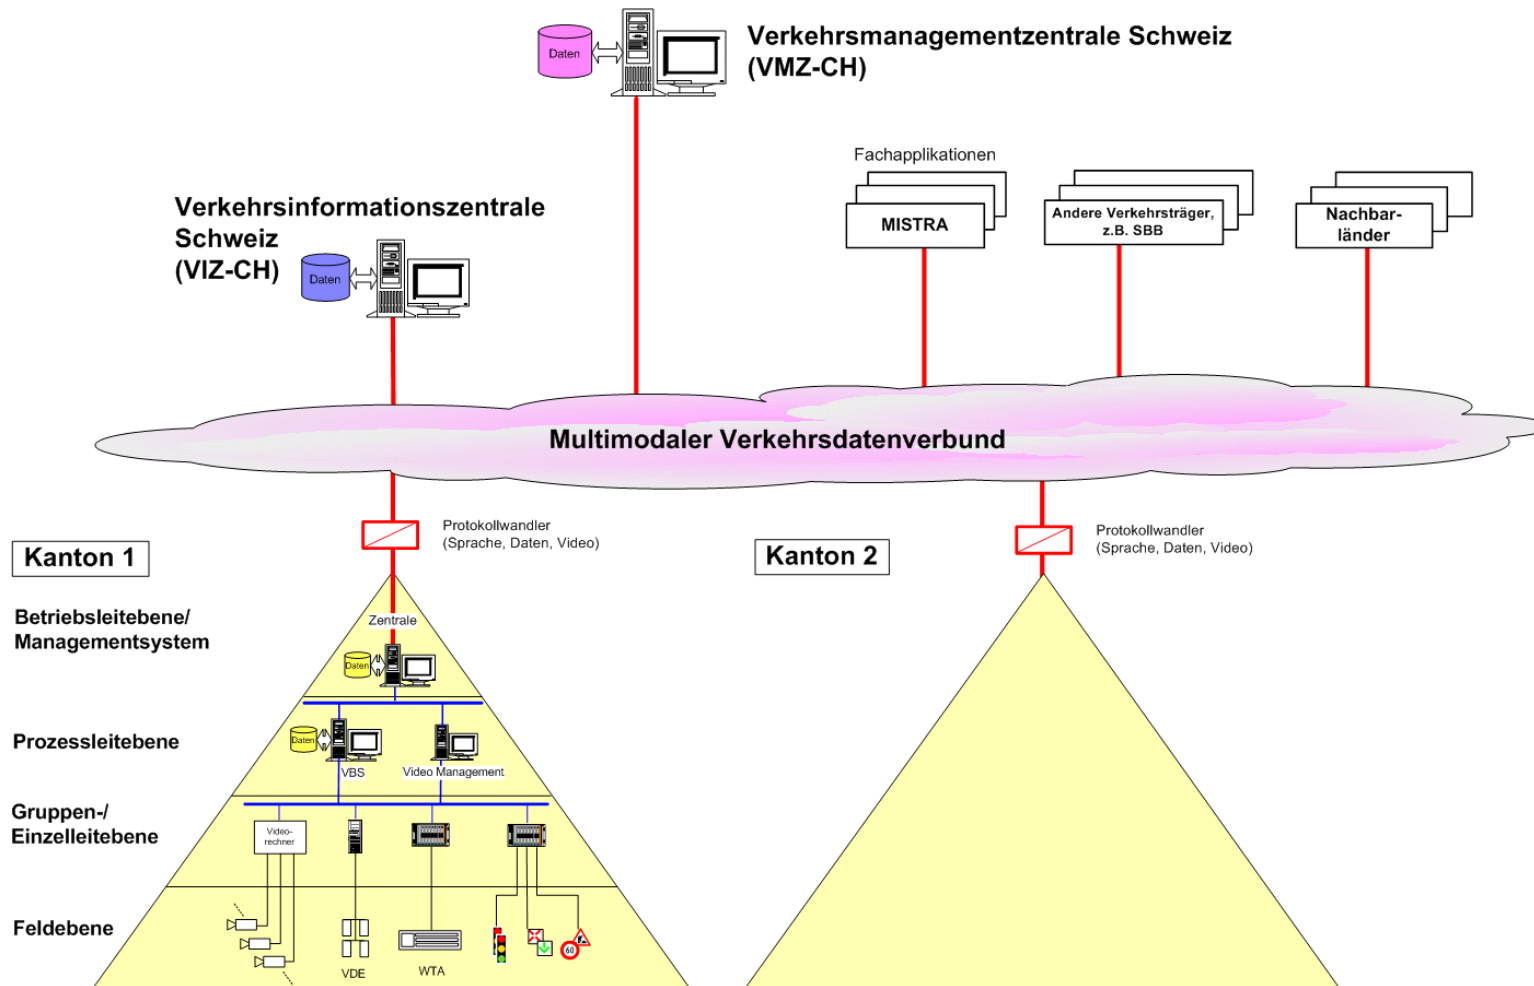 Daten
Verkehrsmanagementzentrale Schweiz
(VMZ-CH)
Fachapplikationen
MISTRA
Andere Verkehrsträger,
z.B. SBB
Nachbar-
länder
Verkehrsinformationszentrale
Schweiz
(VIZ-CH)
Daten
Multimodaler Verkehrsdatenverbund
Protokollwandler
(Sprache, Daten, Video)
Protokollwandler
(Sprache, Daten, Video)
Kanton 1
Kanton 2
Betriebsleitebene/
Managementsystem
Zentrale
Daten
Prozessleitebene
Daten
VBS
Video Management
Gruppen-/
Einzelleitebene
Video-
rechner
Feldebene
VDE
WTA
60